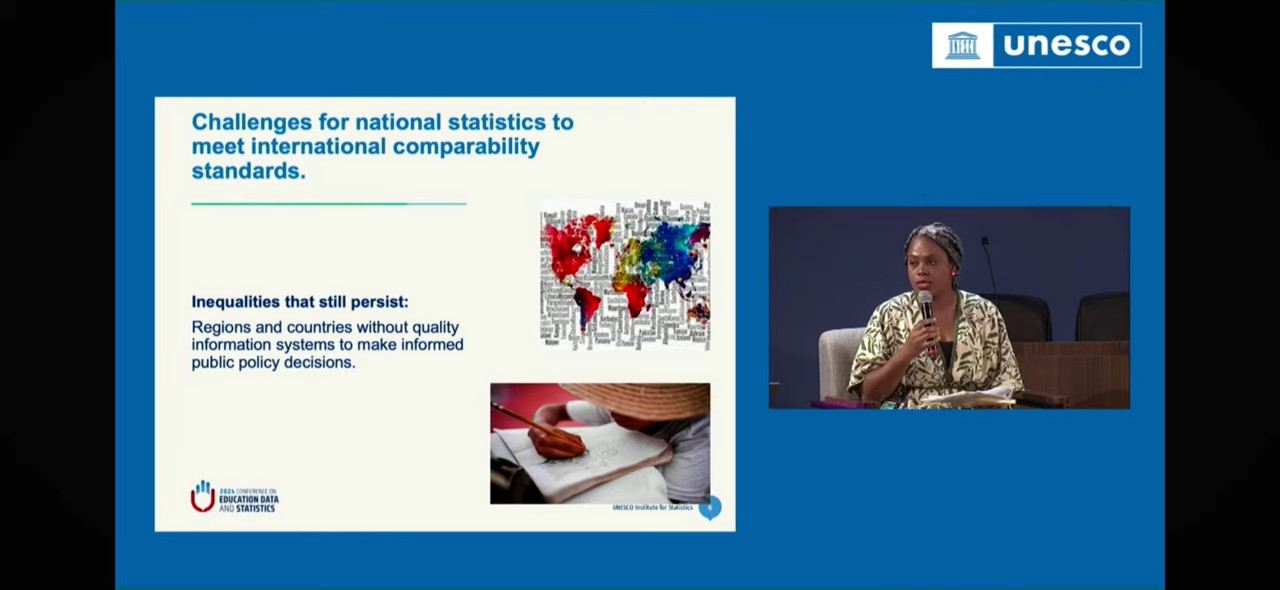 unesco
Challenges for national statistics to
meet international comparability
standards.
Inequalities that still persist:
Regions and countries without quality
information systems to make informed
public policy decisions.
2024 CONFERENCE ON
EDUCATION DATA
AND STATISTICS
UNESCO Institute for Statistics